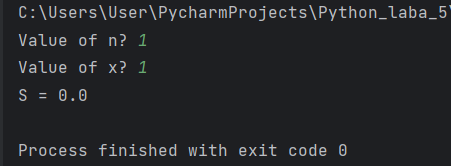 C:\Users\User\PycharmProjects\Python_laba_5\
Value of n? 1
Value of x? 1
S = 0.0
Process finished with exit code 0